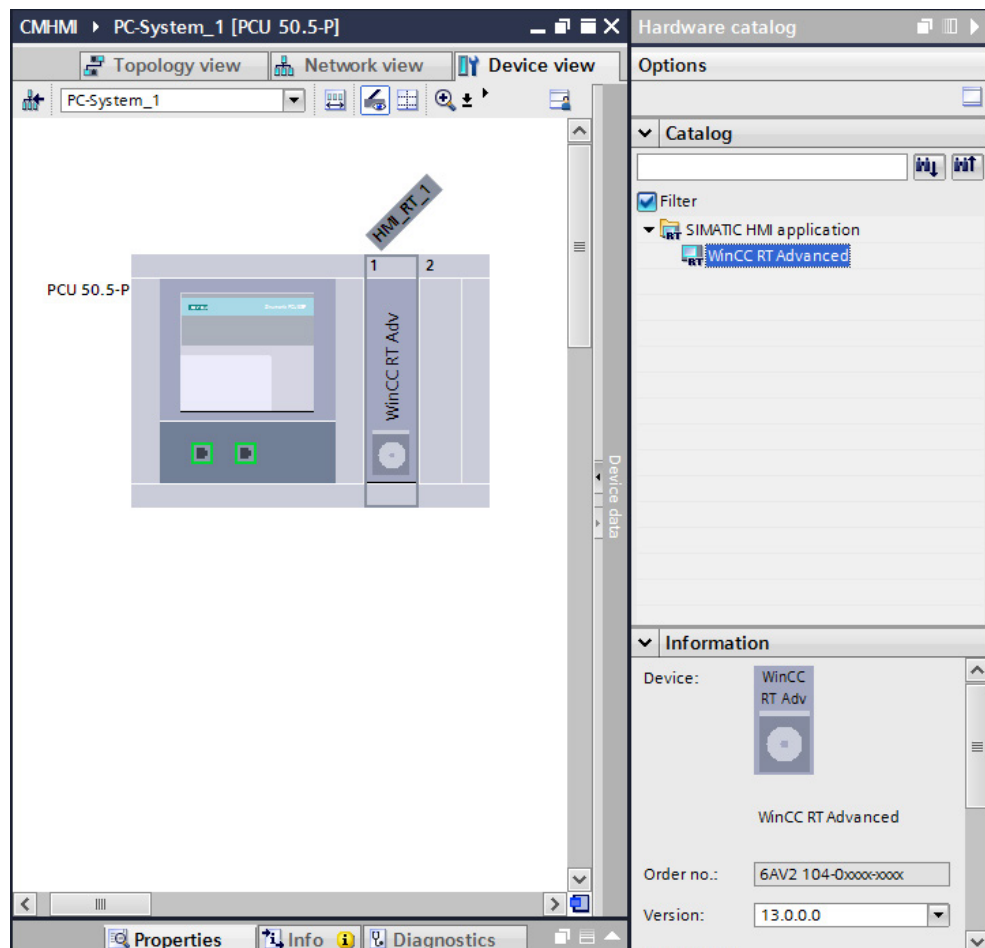 CMHMI ▸ PC-System_1 [PCU 50.5-P]
Topology view
Network view
Device view
PC-System_1
HMI_RT_1
1
2
PCU 50.5-P
WinCC RT Adv
Device data
Properties
Info
Diagnostics
Hardware catalog
Options
Catalog
Filter
SIMATIC HMI application
RT
WinCC RT Advanced
RT
Information
Device:
WinCC
RT Adv
WinCC RT Advanced
Order no.:
6AV2 104-0xxxx-xxxx
Version:
13.0.0.0